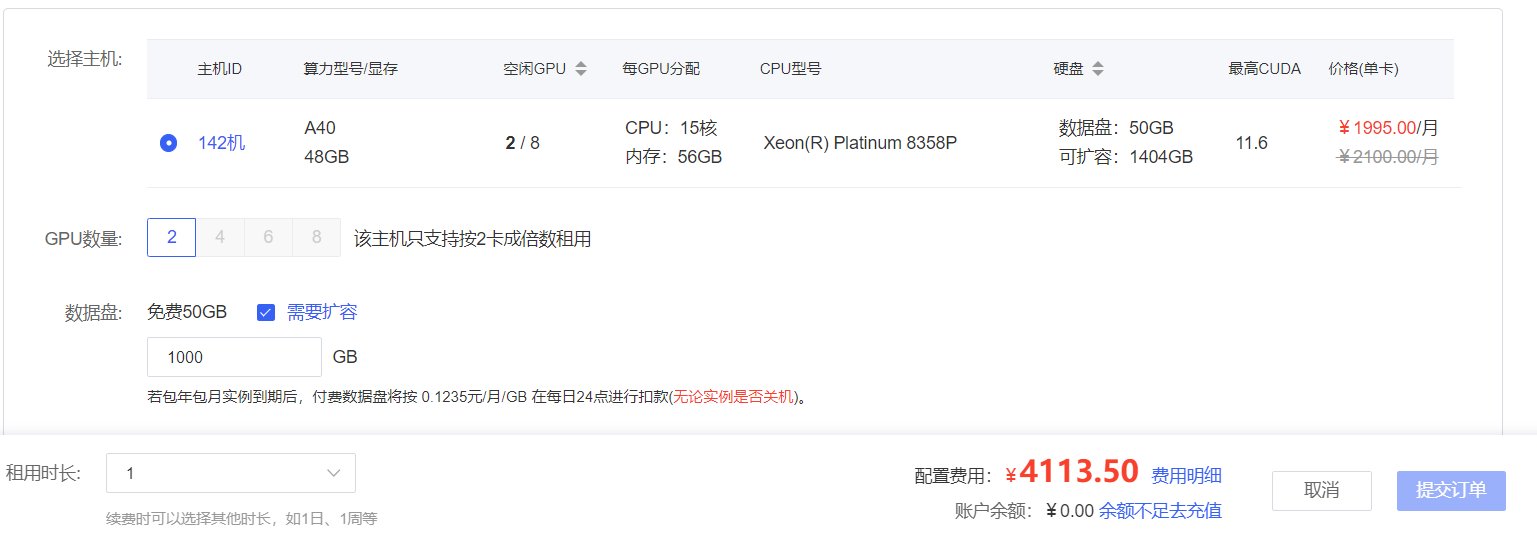 选择主机:
主机ID 算力型号/显存 空闲GPU 每GPU分配 CPU型号 硬盘 最高CUDA 价格(单卡)
142机 A40 2 / 8 CPU：15核 Xeon(R) Platinum 8358P 数据盘：50GB 11.6 ￥1995.00/月
48GB 内存：56GB 可扩容：1404GB ￥2100.00/月
GPU数量: 2 4 6 8 该主机只支持按2卡成倍数租用
数据盘: 免费50GB 需要扩容
1000 GB
若包年包月实例到期后，付费数据盘将按 0.1235元/月/GB 在每日24点进行扣款(无论实例是否关机)。
租用时长: 1
续费时可以选择其他时长，如1日、1周等
配置费用：￥4113.50 费用明细
账户余额：￥0.00 余额不足去充值
取消 提交订单